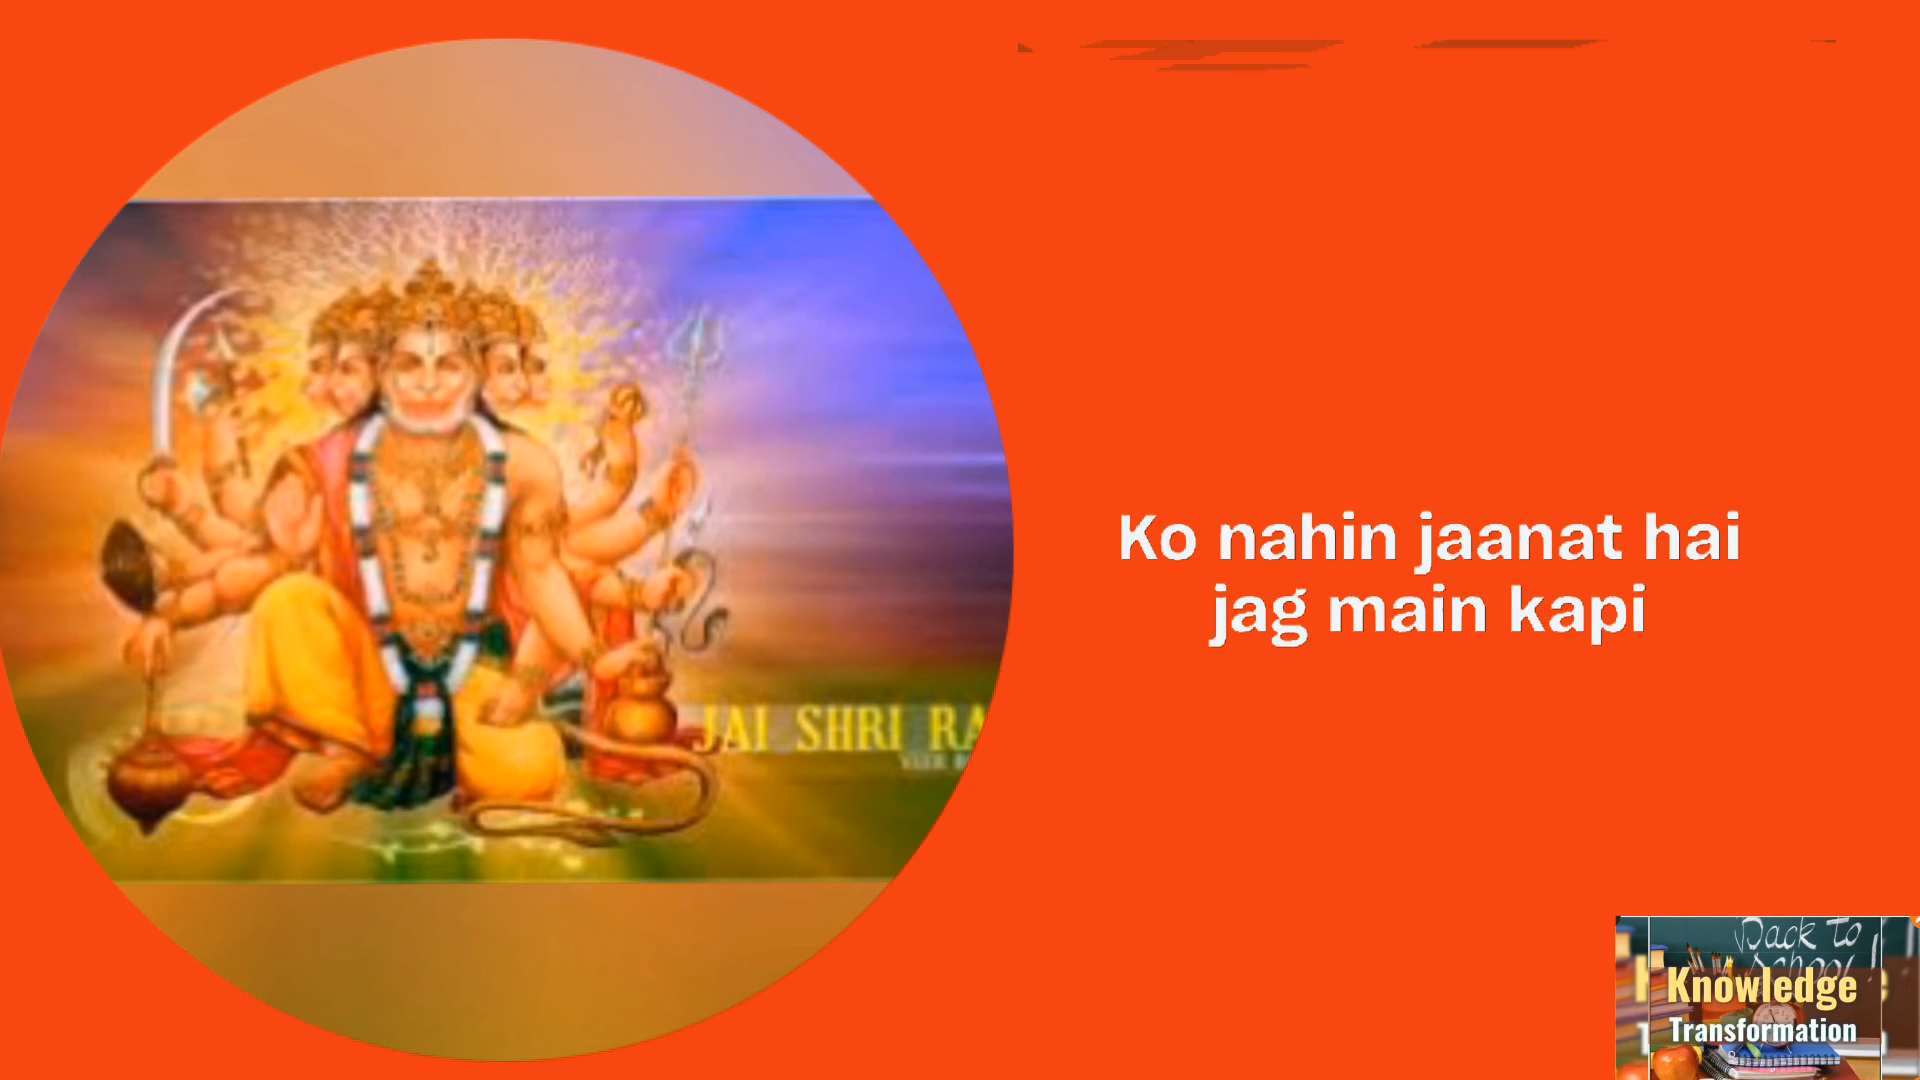 Ko nahin jaanat hai
jag main kapi
JAI SHRI RA
Back to
School!
Knowledge
Transformation